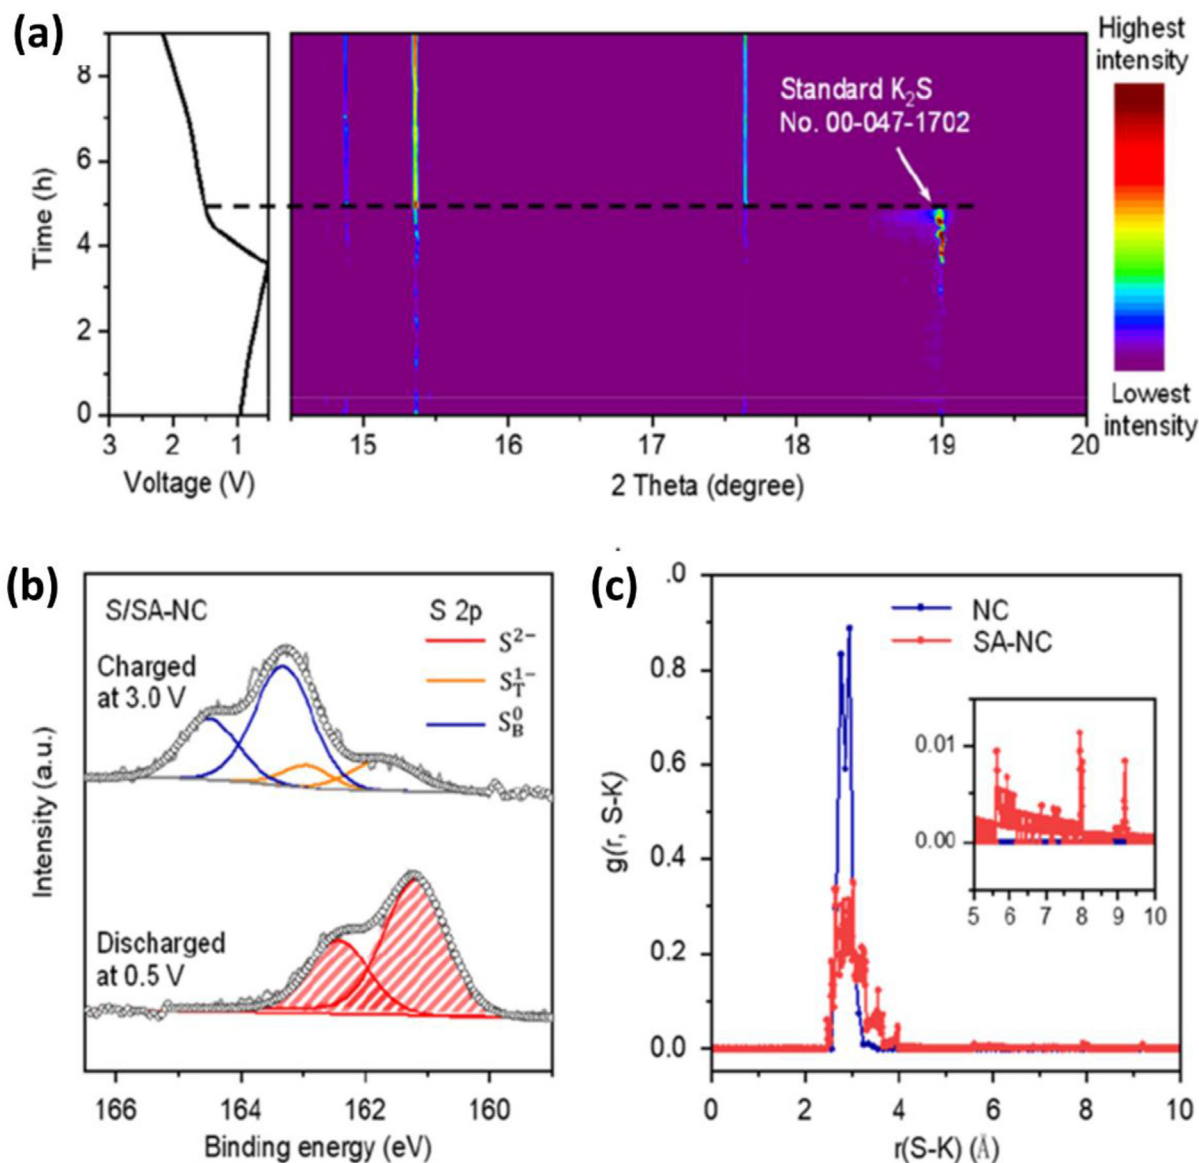 (a)
8
6
4
2
0
Time (h)
3 2 1
Voltage (V)
Standard K₂S
No. 00-047-1702
15 16 17 18 19 20
2 Theta (degree)
Highest
intensity
Lowest
intensity
(b)
S/SA-NC
S 2p
Charged
at 3.0 V
S²⁻
S_T^1−
S_B^0
Discharged
at 0.5 V
Intensity (a.u.)
166 164 162 160
Binding energy (eV)
(c)
.0
0.8
0.6
0.4
0.2
0.0
g(r, S-K)
NC
SA-NC
0.01
0.00
5 6 7 8 9 10
0 2 4 6 8 10
r(S-K) (Å)